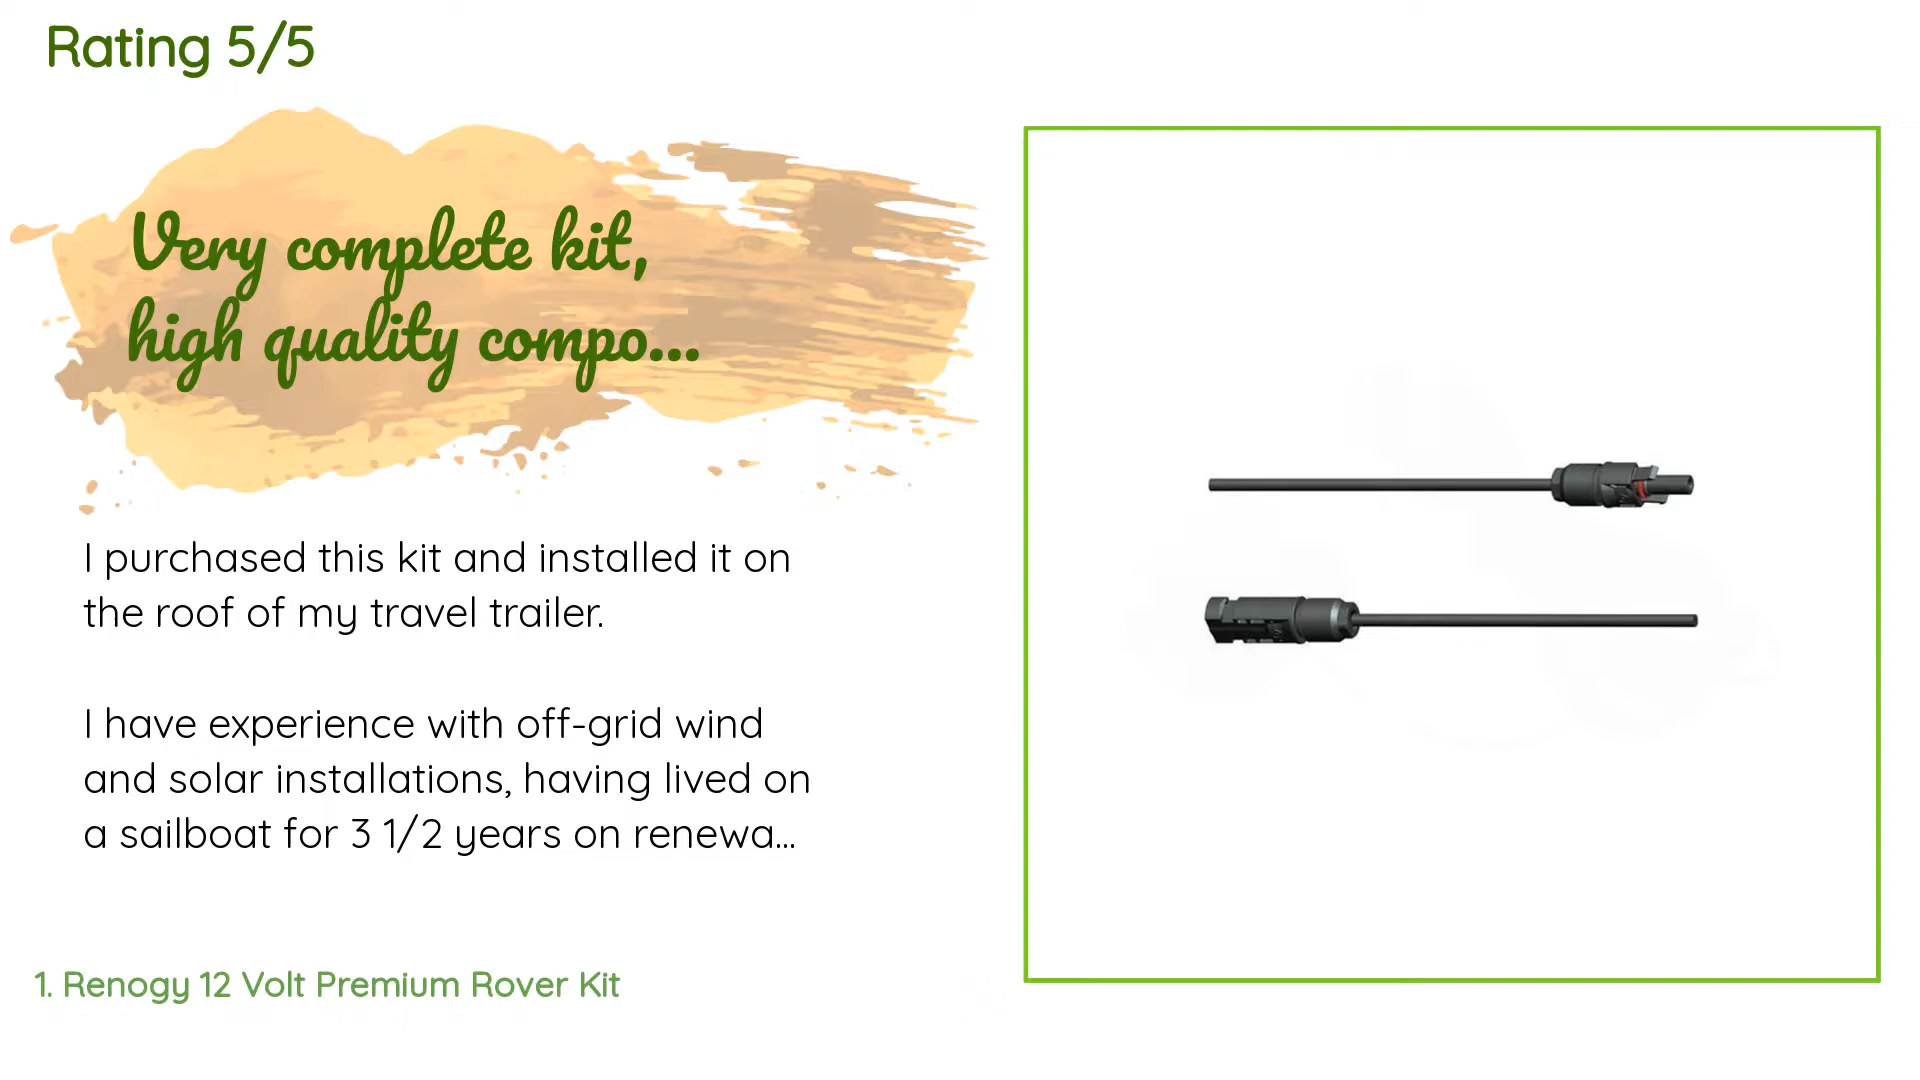 Rating 5/5
Very complete kit,
high quality compo...
I purchased this kit and installed it on
the roof of my travel trailer.
I have experience with off-grid wind
and solar installations, having lived on
a sailboat for 3 1/2 years on renewa...
1. Renogy 12 Volt Premium Rover Kit